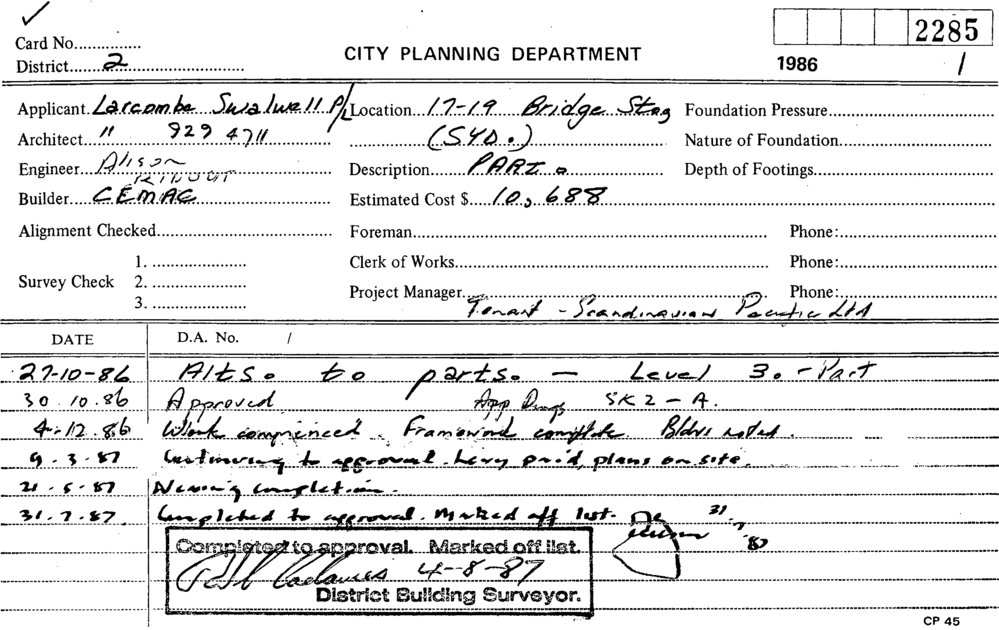 Card No............... 
CITY PLANNING DEPARTMENT
2285
District......2
1986 1
Applicant. Larcombe Swalwell P/L Location. 17-19 Bridge St Foundation Pressure
Architect " 929 4711 (SYD.) Nature of Foundation
Engineer Alison Description PART. Depth of Footings
Builder CEMAC Estimated Cost $ 10,688
Alignment Checked Foreman Phone:
1.
Clerk of Works Phone:
Survey Check 2.
Project Manager Phone:
3.
Tenant - Scandinavian Pacific Ltd
DATE D.A. No. /
27-10-86 Alts. to parts. - Level 3. - Part
30.10.86 Approved App Dwgs SK2-A.
4.12.86 Work commenced. Framework complete. Bldrs noted.
9.3.87 Continuing to approval. Levy paid, plans on site.
21.5.87 Nearing completion.
31.7.87 Completed to approval. Marked off list. 31.7.87
Completed to approval. Marked off list.
4-8-87
District Building Surveyor.
CP 45